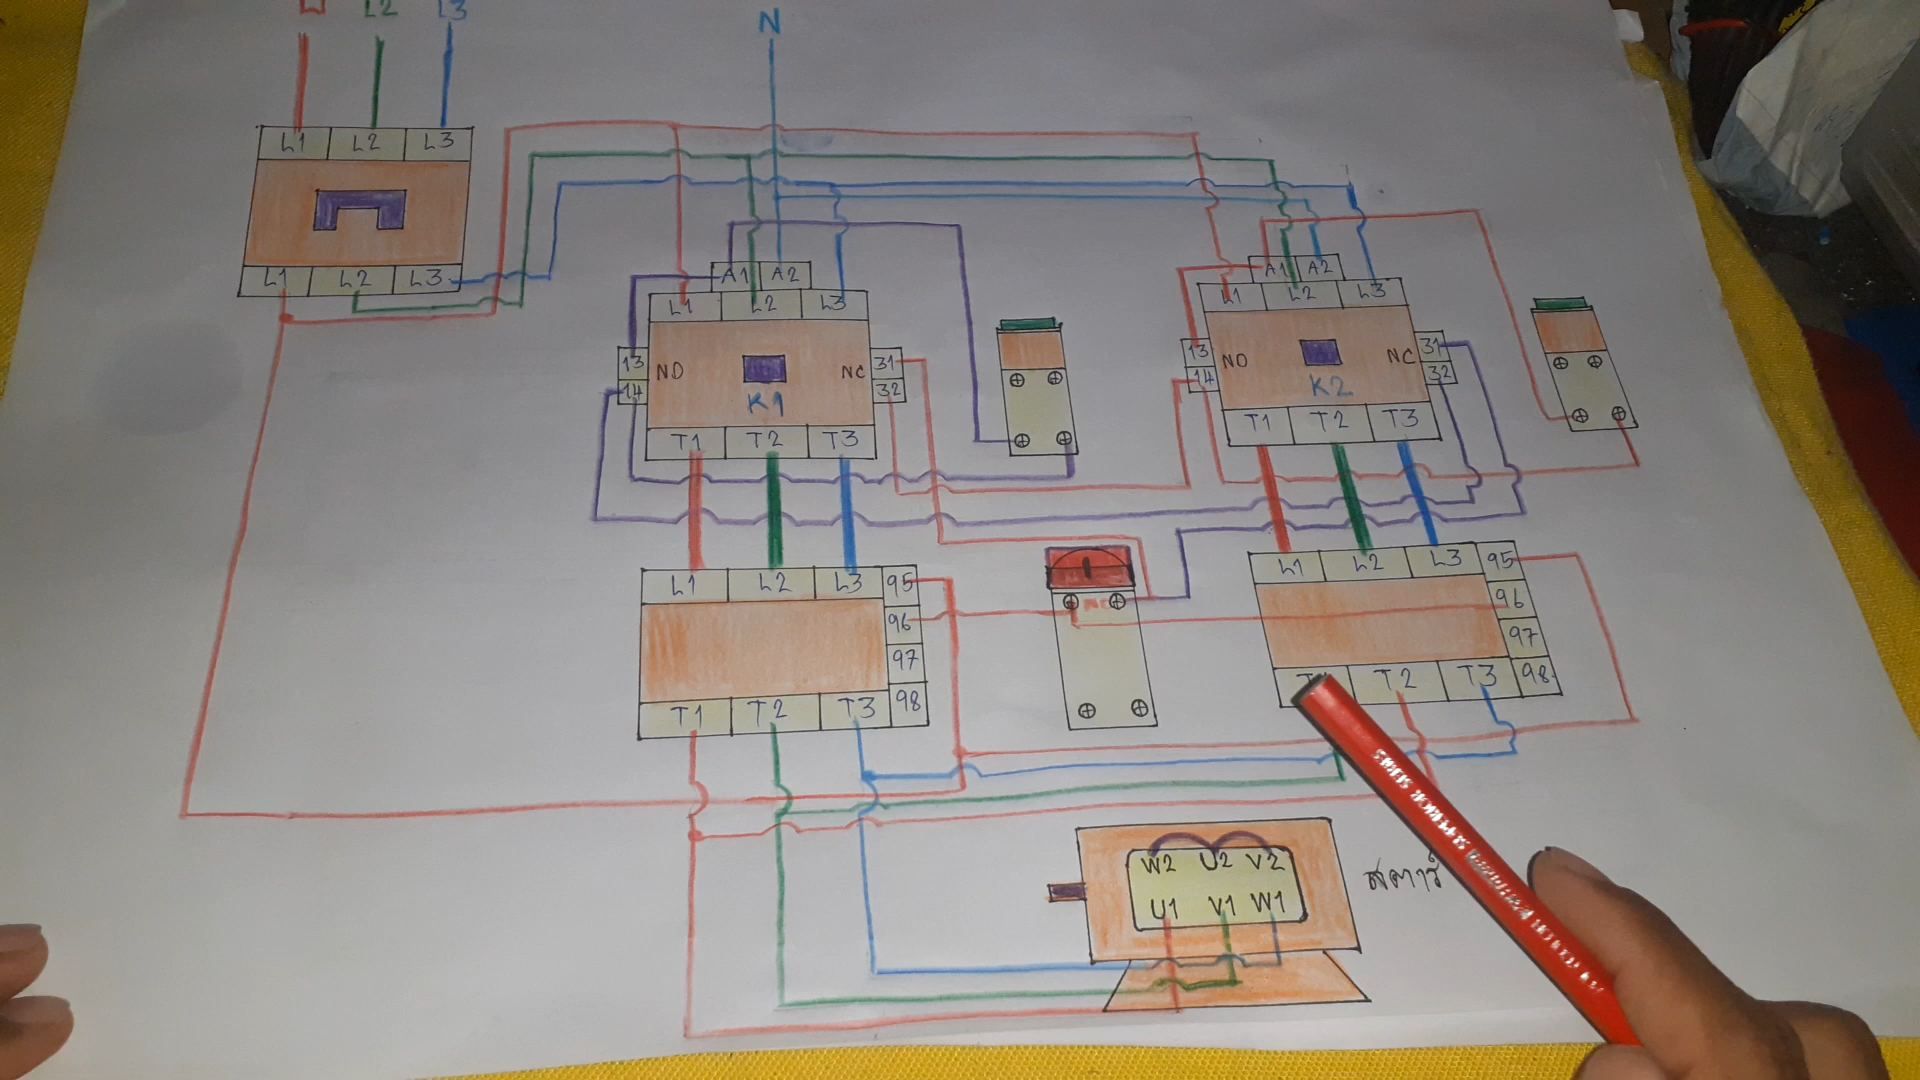 L1 L2 L3 N
L1 L2 L3
L1 L2 L3
A1 A2
L1 L2 L3
13 NO NC 31
14 32
K1
T1 T2 T3
A1 A2
L1 L2 L3
13 NO NC 31
14 32
K2
T1 T2 T3
L1 L2 L3 95
96
97
T1 T2 T3 98
L1 L2 L3 95
96
97
T2 T3 98
W2 U2 V2
U1 V1 W1
สตาร์